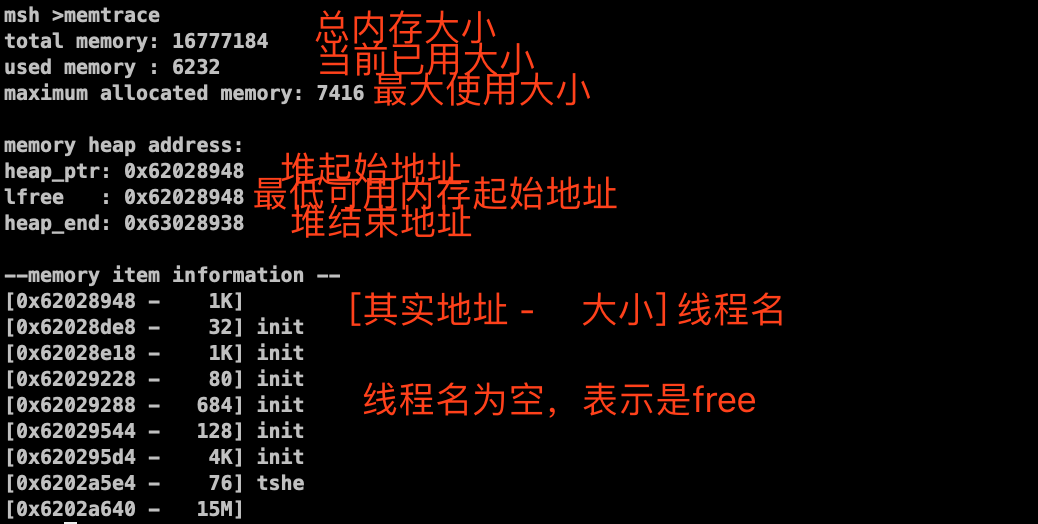 msh >memtrace
total memory: 16777184 总内存大小
used memory : 6232 当前已用大小
maximum allocated memory: 7416 最大使用大小
memory heap address:
heap_ptr: 0x62028948 堆起始地址
lfree   : 0x62028948 最低可用内存起始地址
heap_end: 0x63028938 堆结束地址
--memory item information --
[0x62028948 -    1K] [其实地址 -    大小]线程名
[0x62028de8 -    32] init
[0x62028e18 -    1K] init
[0x62029228 -    80] init
[0x62029288 -   684] init 线程名为空，表示是free
[0x62029544 -   128] init
[0x620295d4 -    4K] init
[0x6202a5e4 -    76] tshe
[0x6202a640 -   15M]